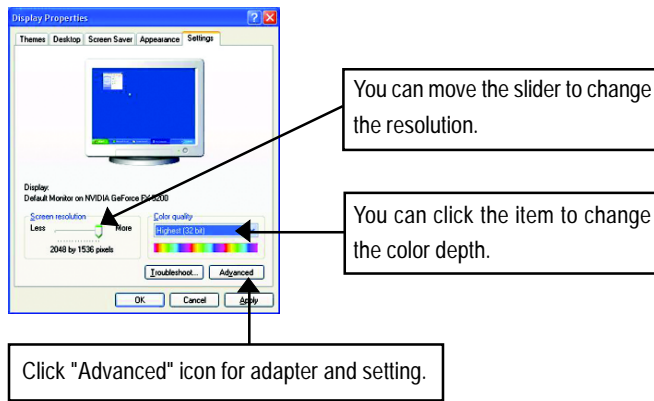 Display Properties
Themes Desktop Screen Saver Appearance Settings
You can move the slider to change
the resolution.
Display:
Default Monitor on NVIDIA GeForce FX 5200
Screen resolution
Less More
2048 by 1536 pixels
Color quality
Highest (32 bit)
You can click the item to change
the color depth.
Troubleshoot... Advanced
OK Cancel Apply
Click "Advanced" icon for adapter and setting.